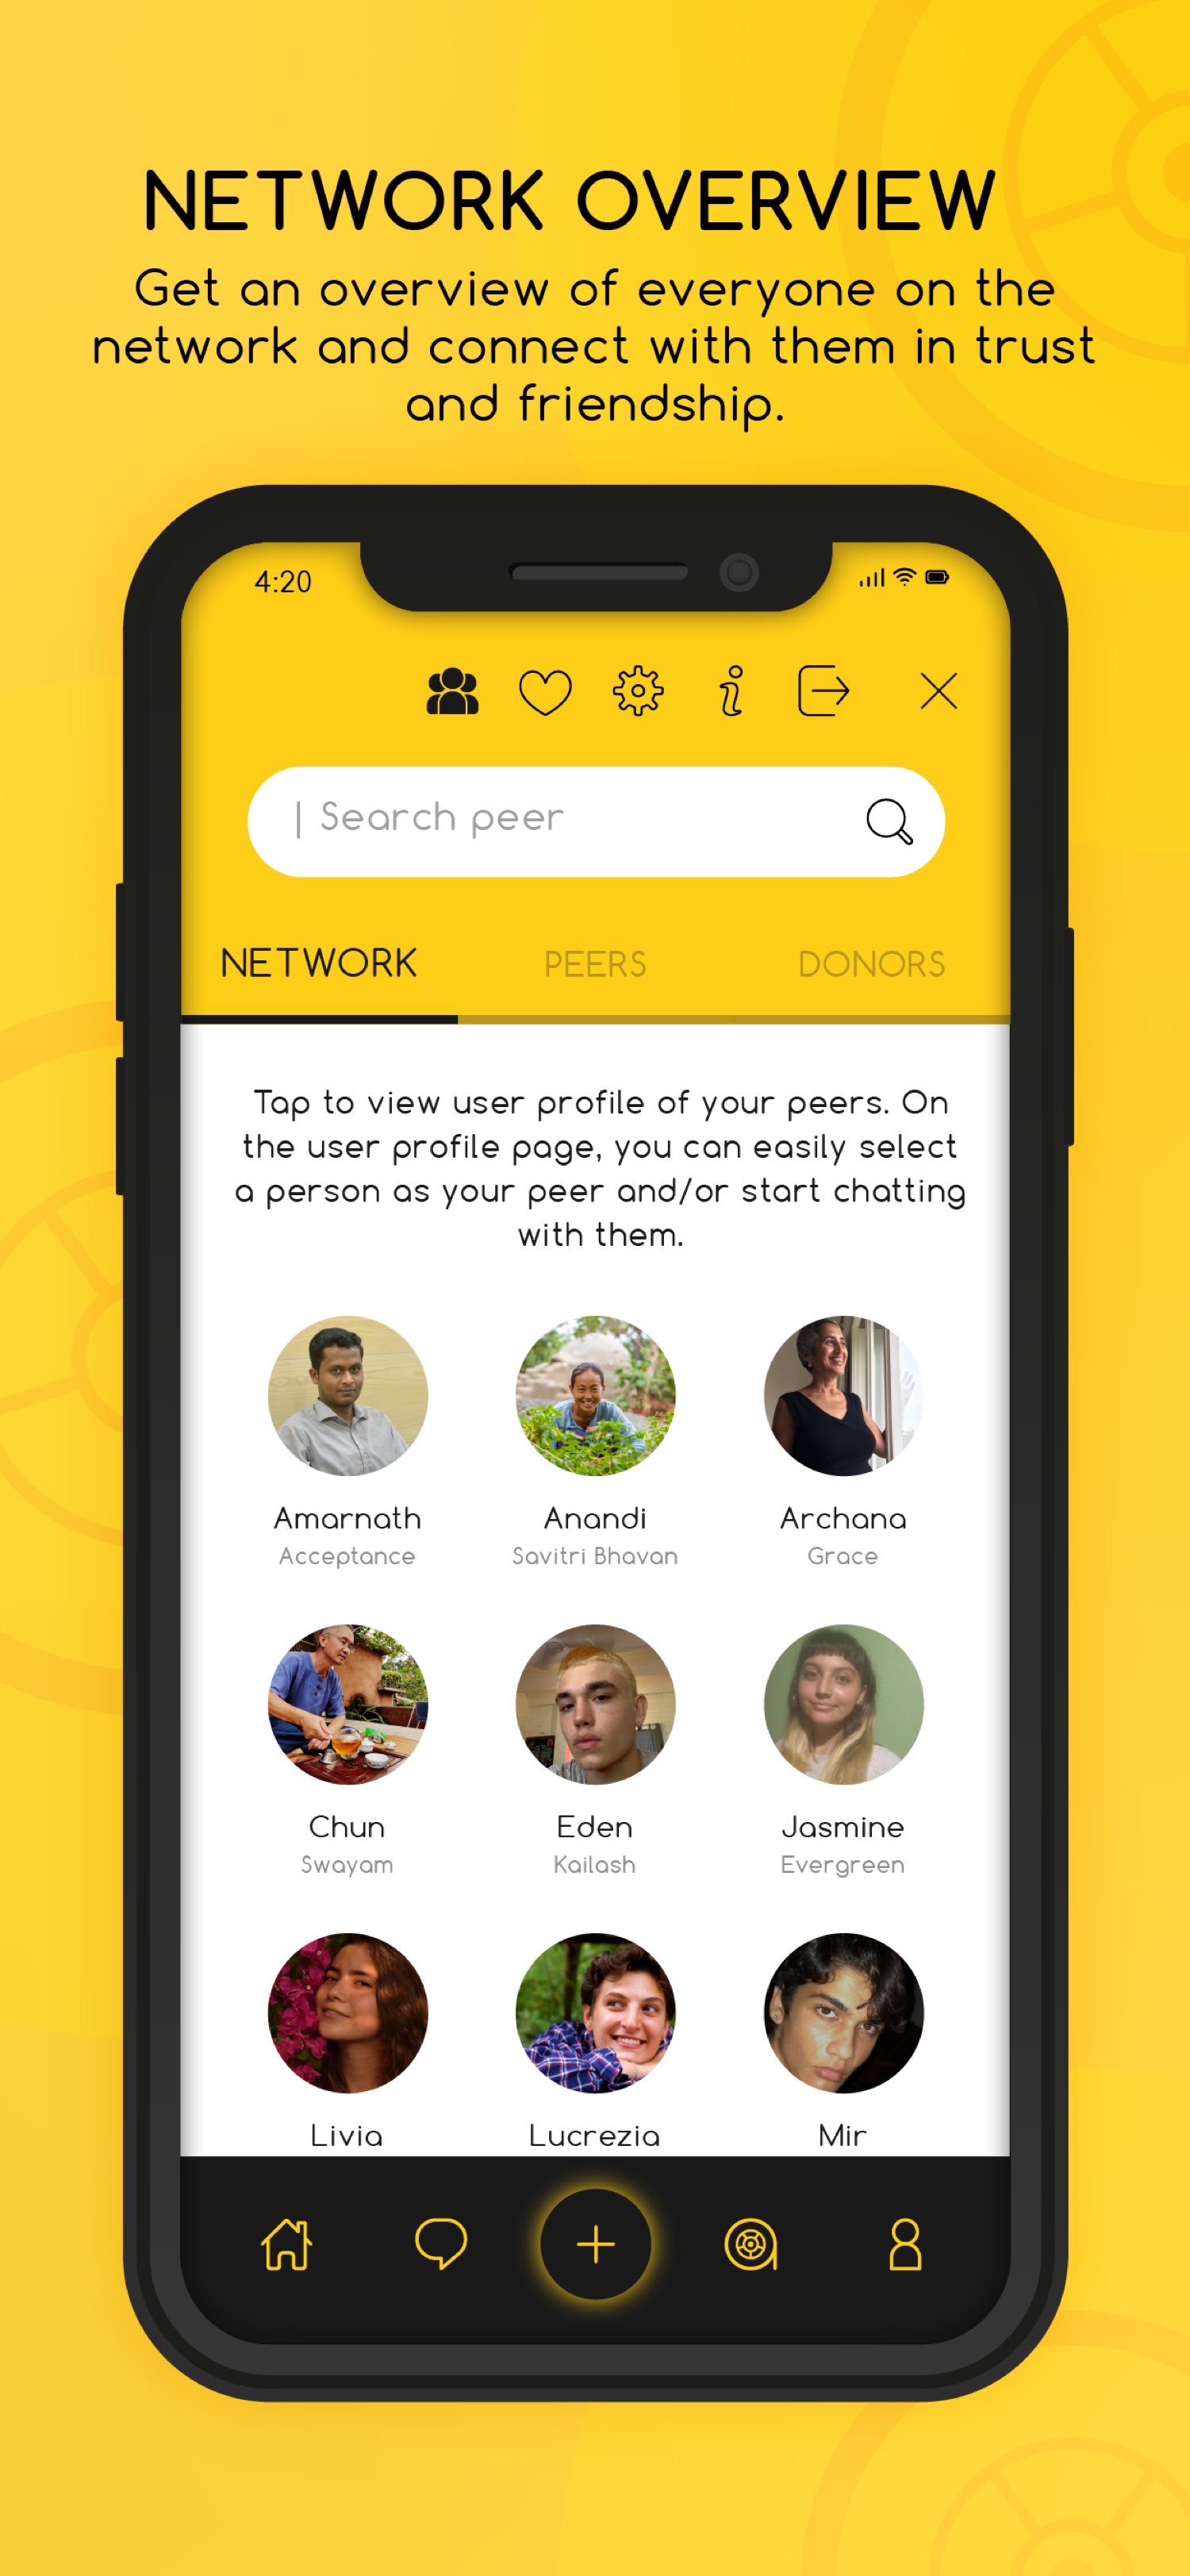 NETWORK OVERVIEW
Get an overview of everyone on the
network and connect with them in trust
and friendship.
4:20
| Search peer
NETWORK PEERS DONORS
Tap to view user profile of your peers. On
the user profile page, you can easily select
a person as your peer and/or start chatting
with them.
Amarnath Anandi Archana
Acceptance Savitri Bhavan Grace
Chun Eden Jasmine
Swayam Kailash Evergreen
Livia Lucrezia Mir